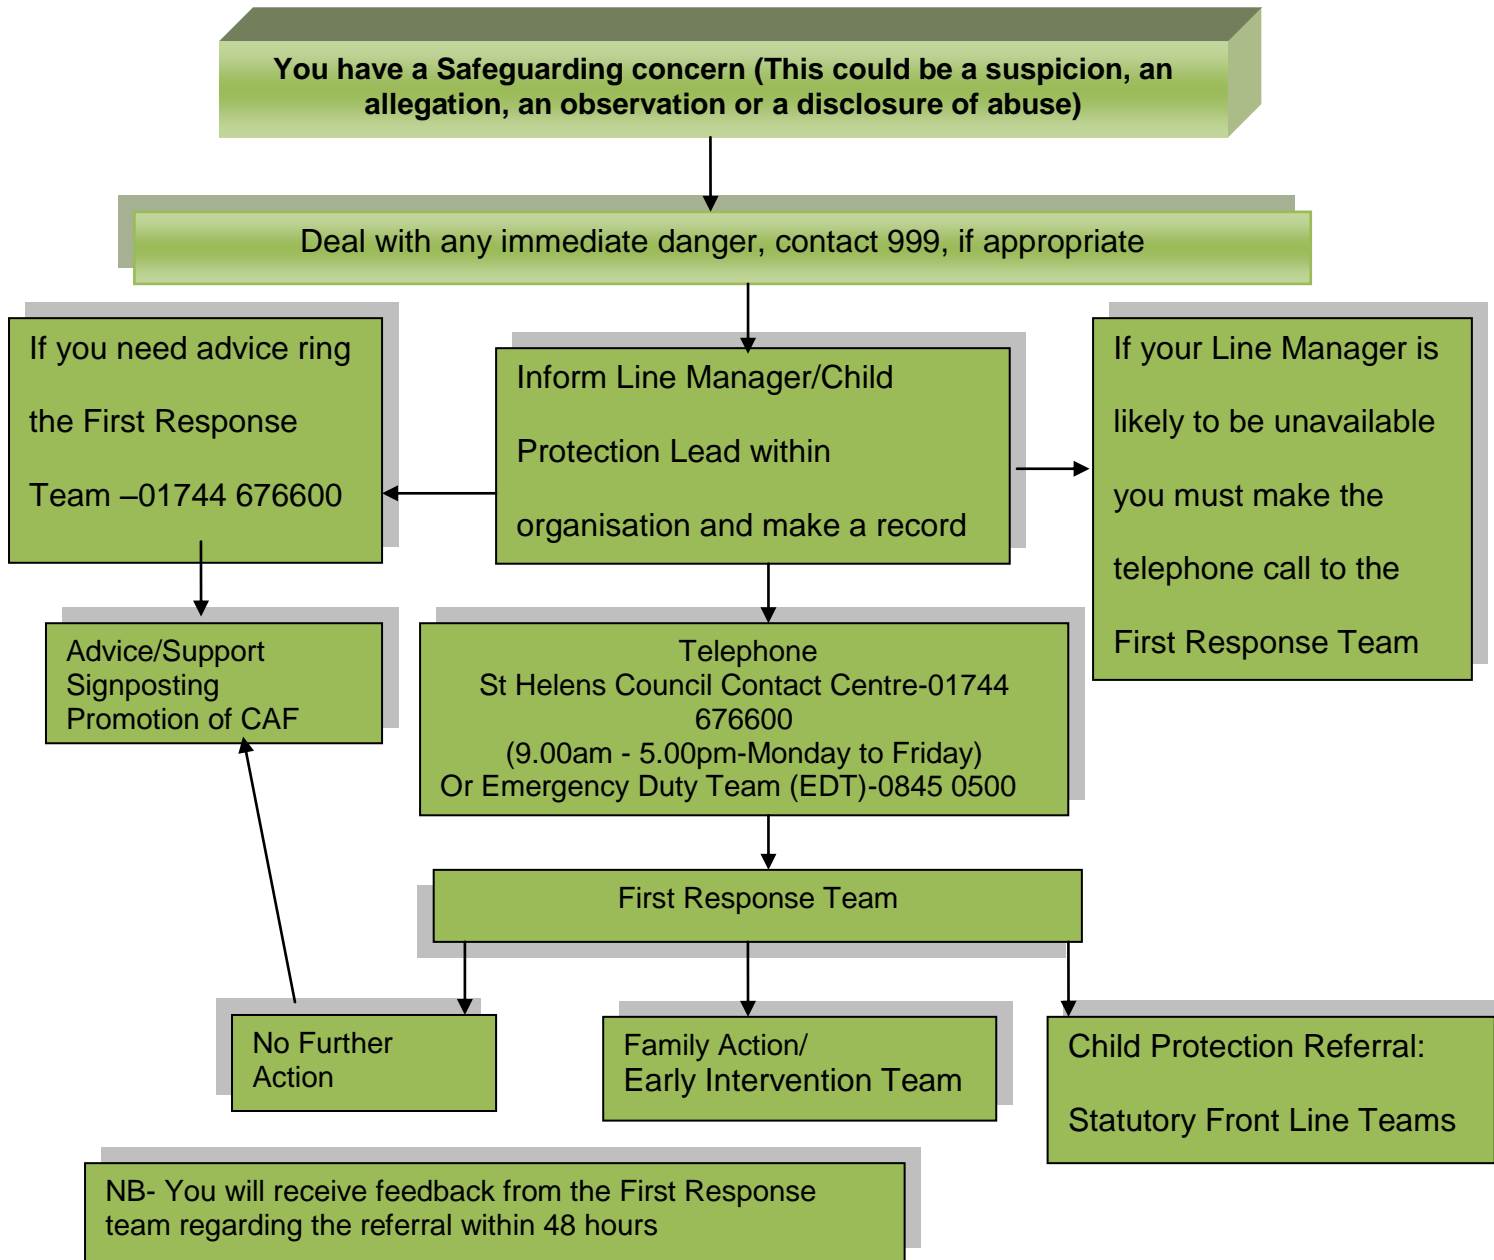 You have a Safeguarding concern (This could be a suspicion, an
allegation, an observation or a disclosure of abuse)
Deal with any immediate danger, contact 999, if appropriate
If you need advice ring
the First Response
Team –01744 676600
Inform Line Manager/Child
Protection Lead within
organisation and make a record
If your Line Manager is
likely to be unavailable
you must make the
telephone call to the
First Response Team
Advice/Support
Signposting
Promotion of CAF
Telephone
St Helens Council Contact Centre-01744
676600
(9.00am - 5.00pm-Monday to Friday)
Or Emergency Duty Team (EDT)-0845 0500
First Response Team
No Further
Action
Family Action/
Early Intervention Team
Child Protection Referral:
Statutory Front Line Teams
NB- You will receive feedback from the First Response
team regarding the referral within 48 hours